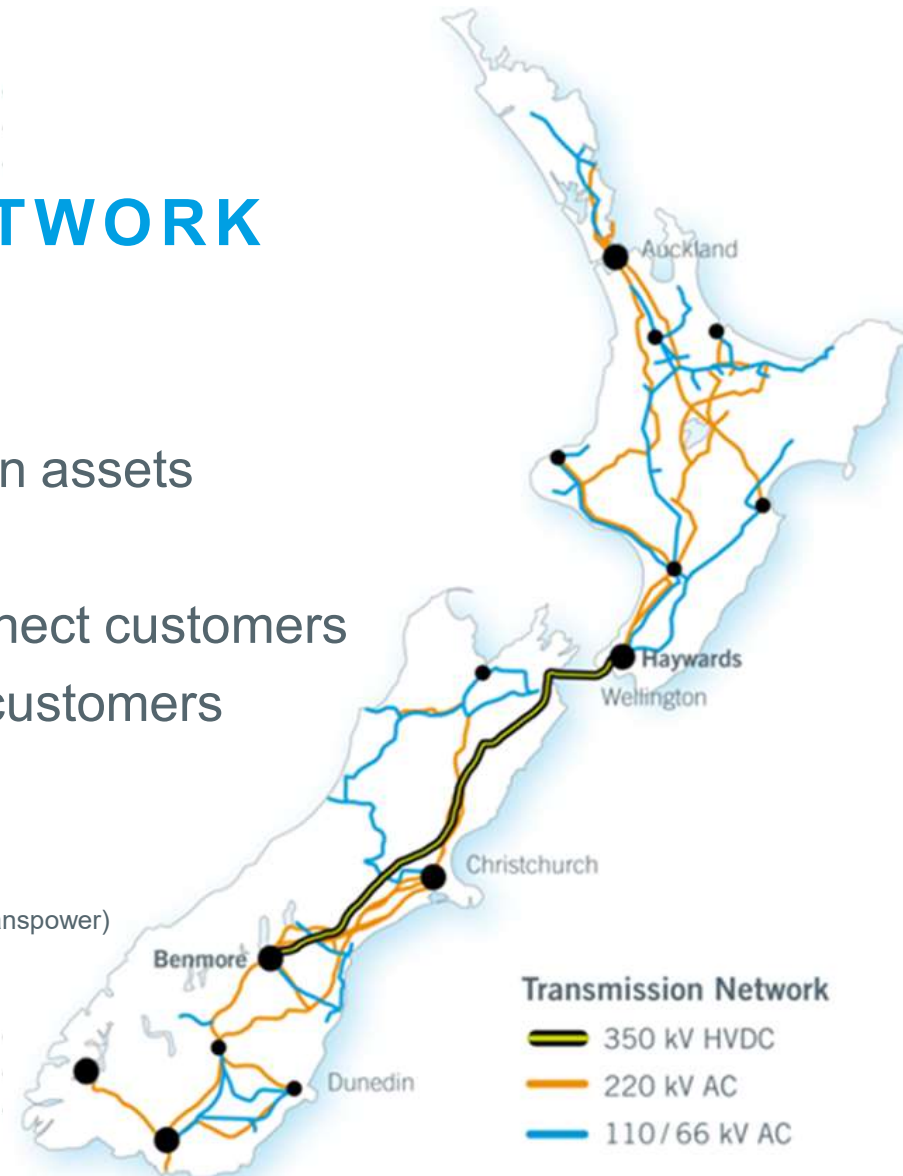 TWORK
n assets
nect customers
customers
anspower)
Auckland
Haywards
Wellington
Christchurch
Benmore
Dunedin
Transmission Network
350 kV HVDC
220 kV AC
110/66 kV AC